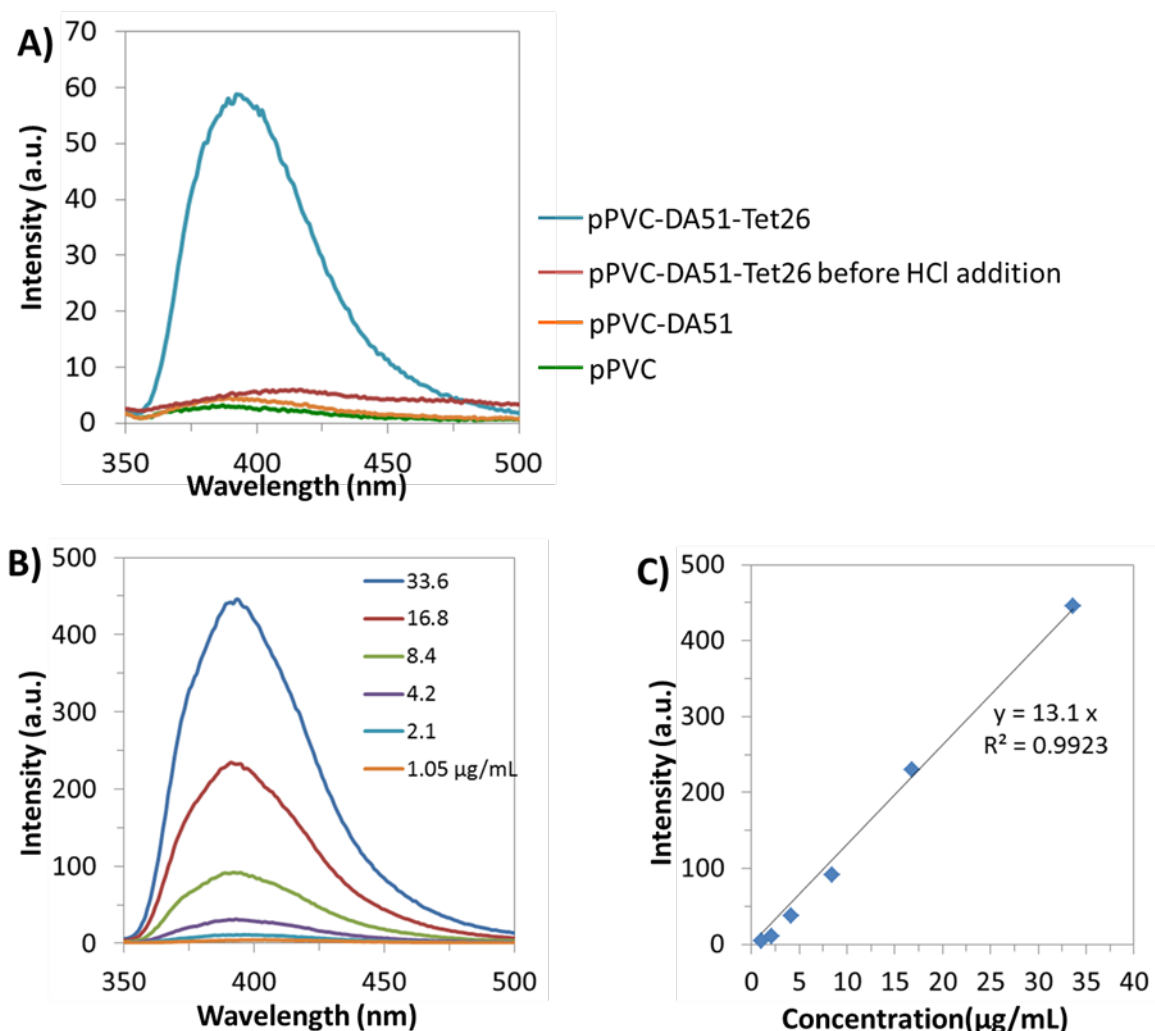 A)
70
60
50
40
30
20
10
0
Intensity (a.u.)
350
400
450
500
Wavelength (nm)
pPVC-DA51-Tet26
pPVC-DA51-Tet26 before HCl addition
pPVC-DA51
pPVC
B)
500
400
300
200
100
0
Intensity (a.u.)
350
400
450
500
Wavelength (nm)
33.6
16.8
8.4
4.2
2.1
1.05 µg/mL
C)
500
400
300
200
100
0
Intensity (a.u.)
y = 13.1 x
R² = 0.9923
0
5
10
15
20
25
30
35
40
Concentration(µg/mL)